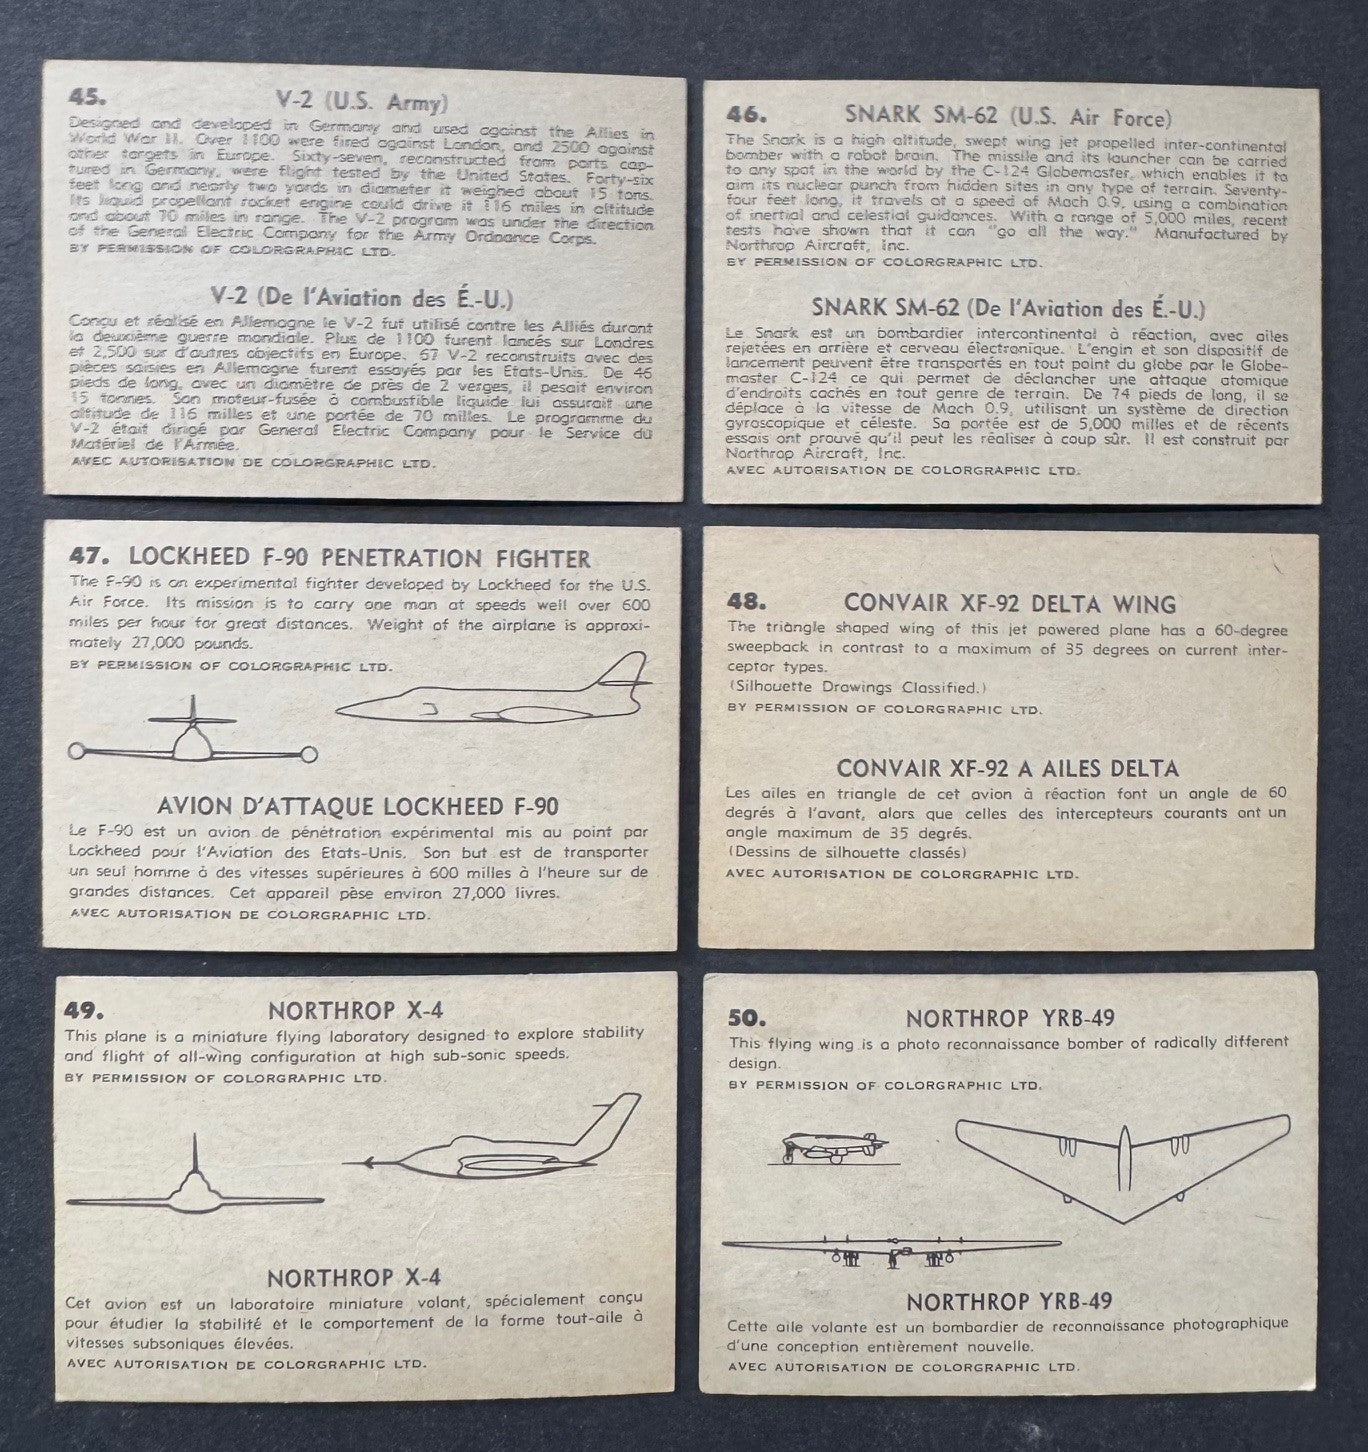 45.
V-2 (U.S. Army)
Designed and developed in Germany and used against the Allies in
World War II. Over 1100 were fired against London, and 2500 against
other targets in Europe. Sixty-seven, reconstructed from parts cap-
tured in Germany, were flight tested by the United States. Forty-six
feet long and nearly two yards in diameter it weighed about 15 tons.
Its liquid propellant rocket engine could drive it 116 miles in altitude
and about 70 miles in range. The V-2 program was under the direction
of the General Electric Company for the Army Ordnance Corps.
BY PERMISSION OF COLORGRAPHIC LTD.
V-2 (De l'Aviation des É.-U.)
Conçu et réalisé en Allemagne le V-2 fut utilisé contre les Alliés durant
la deuxième guerre mondiale. Plus de 1100 furent lancés sur Londres
et 2,500 sur d'autres objectifs en Europe. 67 V-2 reconstruits avec des
pièces saisies en Allemagne furent essayés par les Etats-Unis. De 46
pieds de long, avec un diamètre de près de 2 verges, il pesait environ
15 tonnes. Son moteur-fusée à combustible liquide lui assurait une
altitude de 116 milles et une portée de 70 milles. Le programme du
V-2 était dirigé par General Electric Company pour le Service du
Matériel de l'Armée.
AVEC AUTORISATION DE COLORGRAPHIC LTD.
46.
SNARK SM-62 (U.S. Air Force)
The Snark is a high altitude, swept wing jet propelled inter-continental
bomber with a robot brain. The missile and its launcher can be carried
to any spot in the world by the C-124 Globemaster, which enables it to
aim its nuclear punch from hidden sites in any type of terrain. Seventy-
four feet long, it travels at a speed of Mach 0.9, using a combination
of inertial and celestial guidances. With a range of 5,000 miles, recent
tests have shown that it can "go all the way." Manufactured by
Northrop Aircraft, Inc.
BY PERMISSION OF COLORGRAPHIC LTD.
SNARK SM-62 (De l'Aviation des É.-U.)
Le Snark est un bombardier intercontinental à réaction, avec ailes
rejetées en arrière et cerveau électronique. L'engin et son dispositif de
lancement peuvent être transportés en tout point du globe par le Globe-
master C-124 ce qui permet de déclancher une attaque atomique
d'endroits cachés en tout genre de terrain. De 74 pieds de long, il se
déplace à la vitesse de Mach 0.9, utilisant un système de direction
gyroscopique et céleste. Sa portée est de 5,000 milles et de récents
essais ont prouvé qu'il peut les réaliser à coup sûr. Il est construit par
Northrop Aircraft, Inc.
AVEC AUTORISATION DE COLORGRAPHIC LTD.
47. LOCKHEED F-90 PENETRATION FIGHTER
The F-90 is an experimental fighter developed by Lockheed for the U.S.
Air Force. Its mission is to carry one man at speeds well over 600
miles per hour for great distances. Weight of the airplane is approxi-
mately 27,000 pounds.
BY PERMISSION OF COLORGRAPHIC LTD.
AVION D'ATTAQUE LOCKHEED F-90
Le F-90 est un avion de pénétration expérimental mis au point par
Lockheed pour l'Aviation des Etats-Unis. Son but est de transporter
un seul homme à des vitesses supérieures à 600 milles à l'heure sur de
grandes distances. Cet appareil pèse environ 27,000 livres.
AVEC AUTORISATION DE COLORGRAPHIC LTD.
48.
CONVAIR XF-92 DELTA WING
The triangle shaped wing of this jet powered plane has a 60-degree
sweepback in contrast to a maximum of 35 degrees on current inter-
ceptor types.
(Silhouette Drawings Classified.)
BY PERMISSION OF COLORGRAPHIC LTD.
CONVAIR XF-92 A AILES DELTA
Les ailes en triangle de cet avion à réaction font un angle de 60
degrés à l'avant, alors que celles des intercepteurs courants ont un
angle maximum de 35 degrés.
(Dessins de silhouette classés)
AVEC AUTORISATION DE COLORGRAPHIC LTD.
49.
NORTHROP X-4
This plane is a miniature flying laboratory designed to explore stability
and flight of all-wing configuration at high sub-sonic speeds.
BY PERMISSION OF COLORGRAPHIC LTD.
NORTHROP X-4
Cet avion est un laboratoire miniature volant, spécialement conçu
pour étudier la stabilité et le comportement de la forme tout-aile à
vitesses subsoniques élevées.
AVEC AUTORISATION DE COLORGRAPHIC LTD.
50.
NORTHROP YRB-49
This flying wing is a photo reconnaissance bomber of radically different
design.
BY PERMISSION OF COLORGRAPHIC LTD.
NORTHROP YRB-49
Cette aile volante est un bombardier de reconnaissance photographique
d'une conception entièrement nouvelle.
AVEC AUTORISATION DE COLORGRAPHIC LTD.